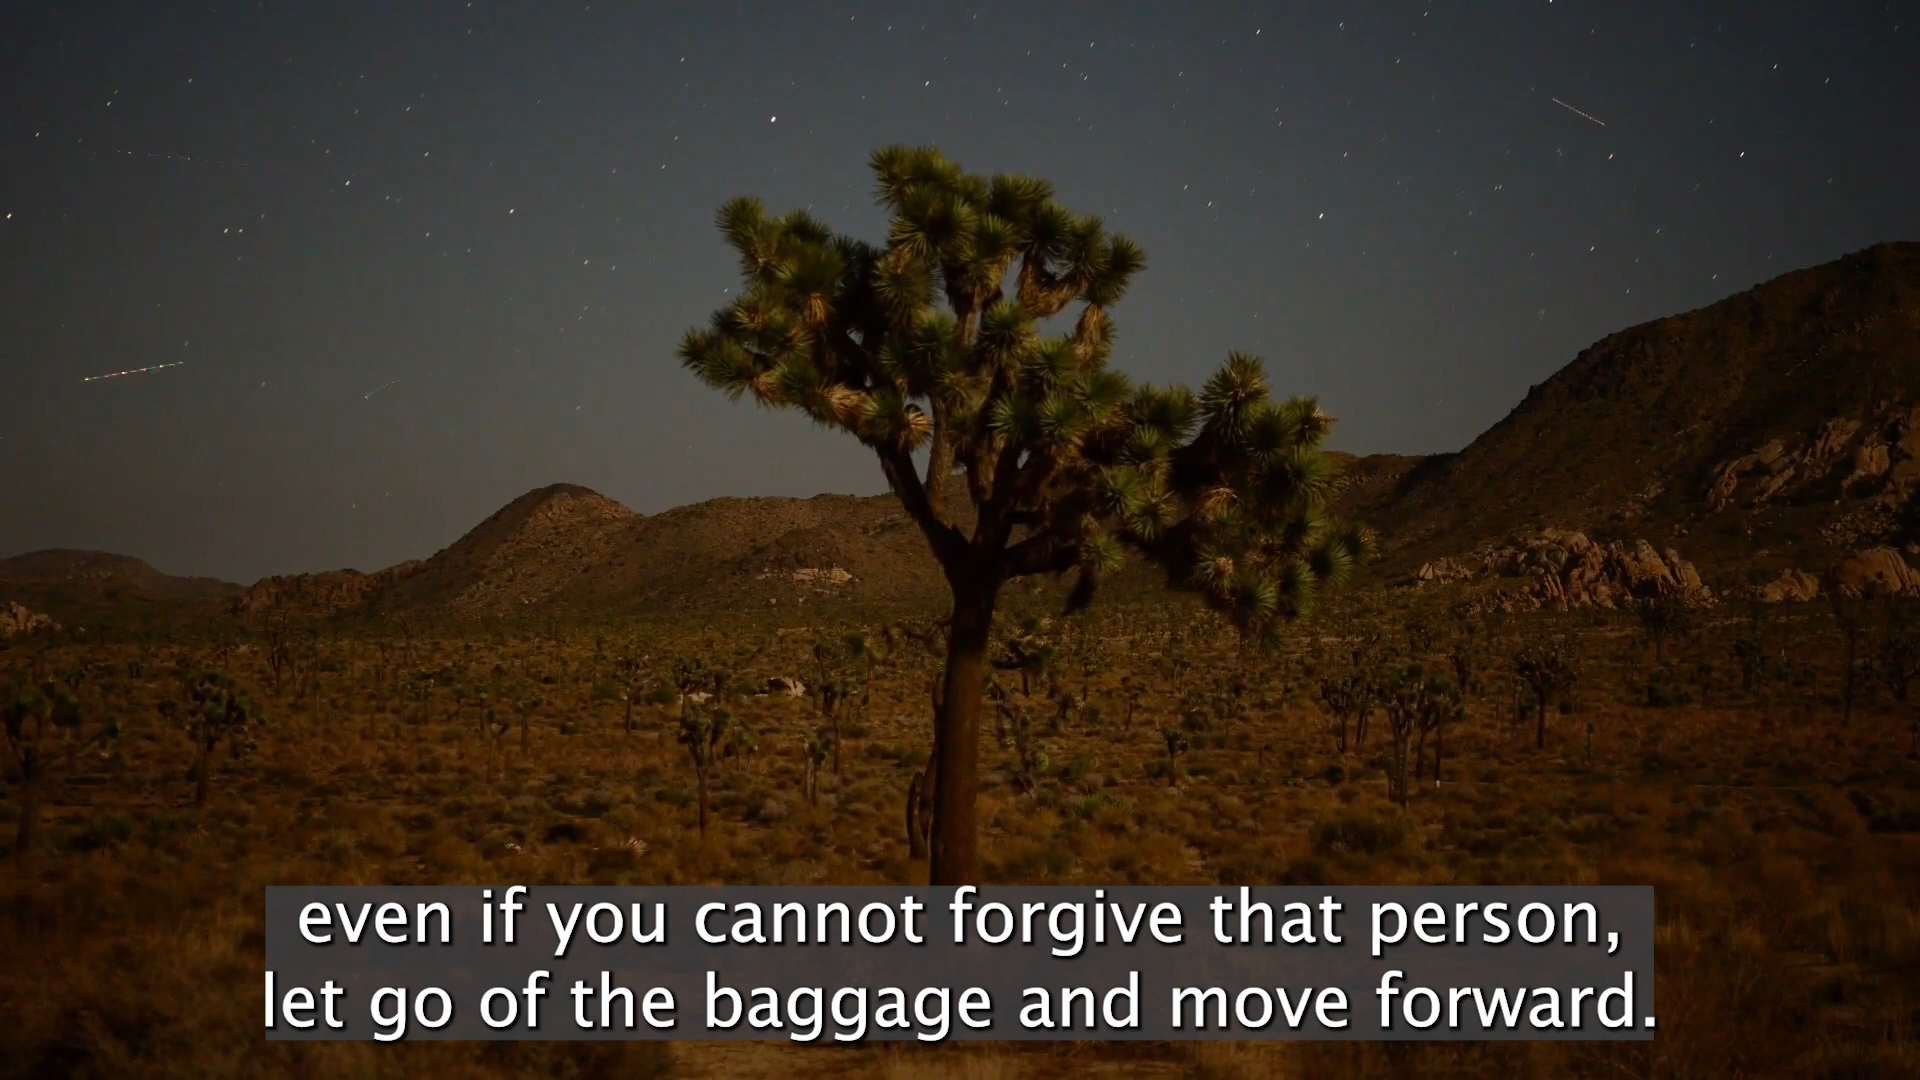 even if you cannot forgive that person,
let go of the baggage and move forward.